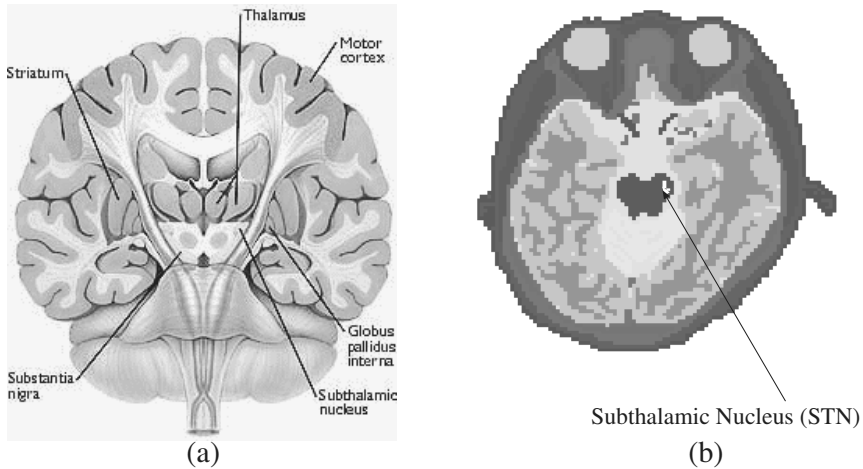 Thalamus
Motor
cortex
Striatum
Globus
pallidus
interna
Substantia
nigra
Subthalamic
nucleus
(a)
Subthalamic Nucleus (STN)
(b)